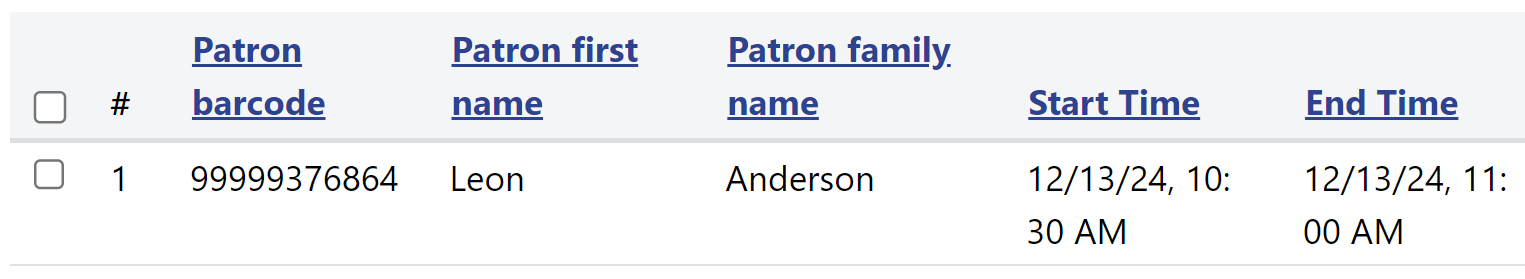 Patron barcode
Patron first name
Patron family name
# Start Time End Time
1 99999376864 Leon Anderson 12/13/24, 10:30 AM 12/13/24, 11:00 AM